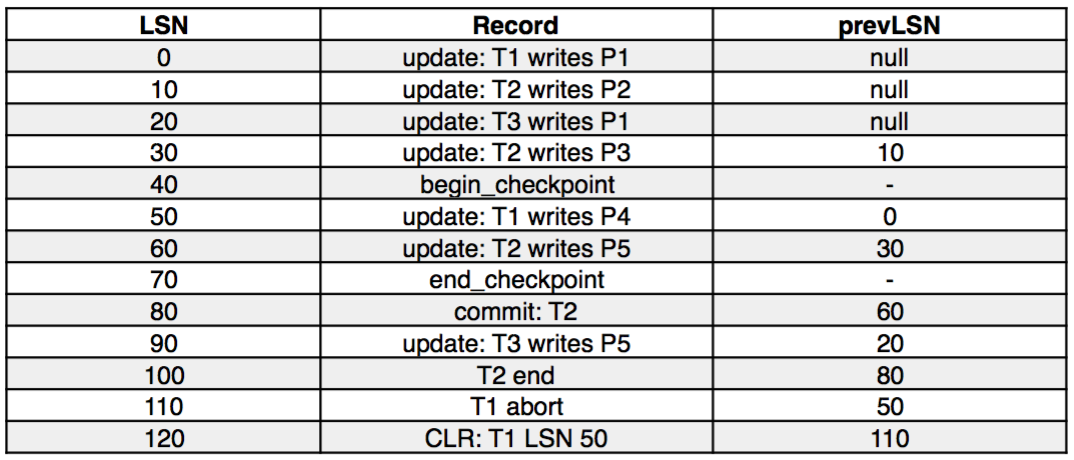 LSN Record prevLSN
0 update: T1 writes P1 null
10 update: T2 writes P2 null
20 update: T3 writes P1 null
30 update: T2 writes P3 10
40 begin_checkpoint -
50 update: T1 writes P4 0
60 update: T2 writes P5 30
70 end_checkpoint -
80 commit: T2 60
90 update: T3 writes P5 20
100 T2 end 80
110 T1 abort 50
120 CLR: T1 LSN 50 110